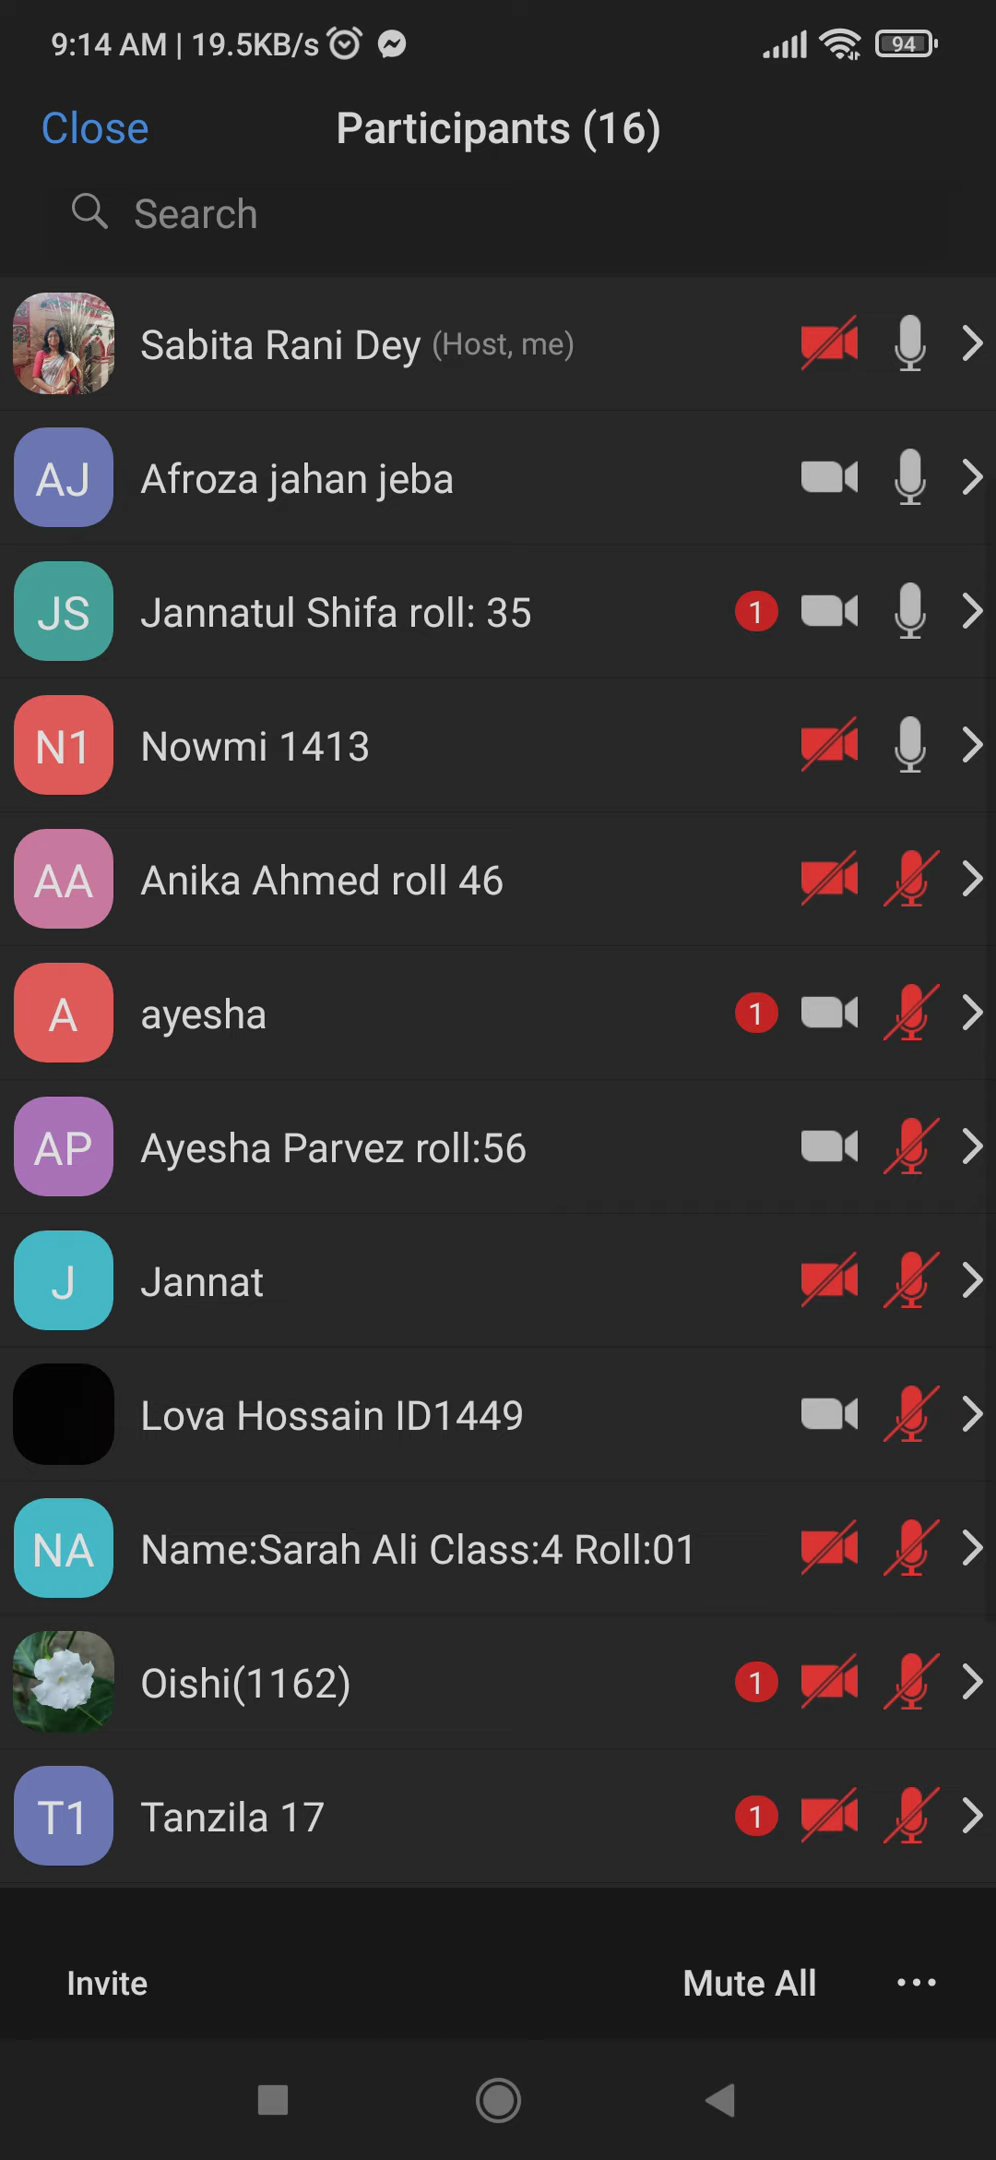 9:14 AM | 19.5KB/s 94
Close Participants (16)
Search
Sabita Rani Dey (Host, me)
AJ Afroza jahan jeba
JS Jannatul Shifa roll: 35 1
N1 Nowmi 1413
AA Anika Ahmed roll 46
A ayesha 1
AP Ayesha Parvez roll:56
J Jannat
Lova Hossain ID1449
NA Name:Sarah Ali Class:4 Roll:01
Oishi(1162) 1
T1 Tanzila 17 1
Invite Mute All ...